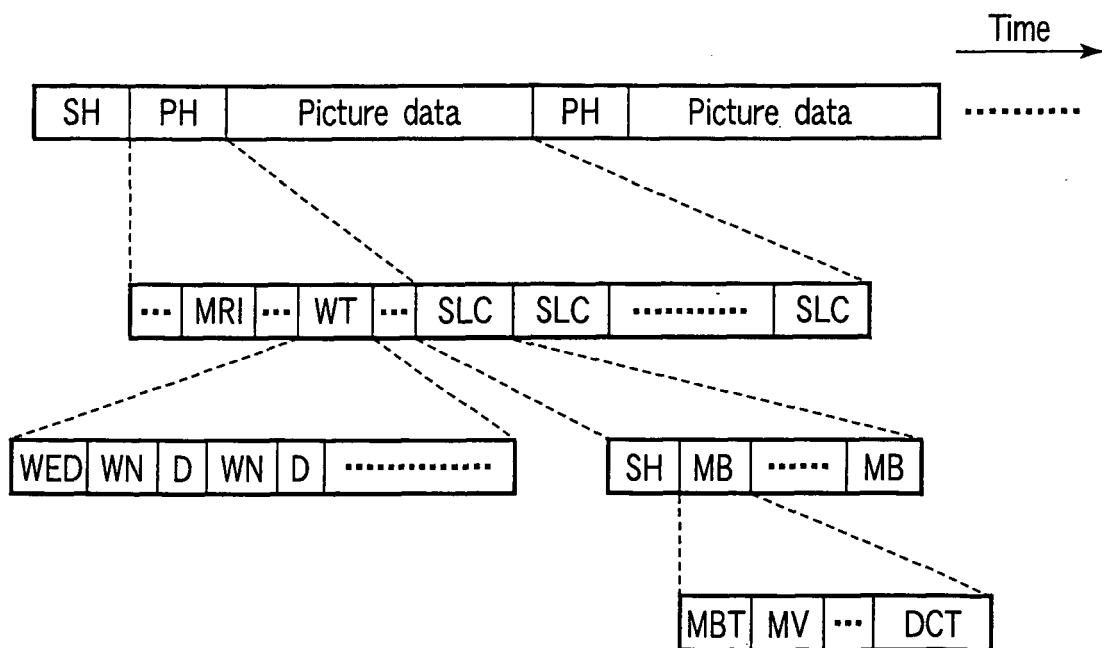 Time
SH PH Picture data PH Picture data ............
... MRI ... WT ... SLC SLC ............ SLC
WED WN D WN D ...............
SH MB ....... MB
MBT MV ... DCT